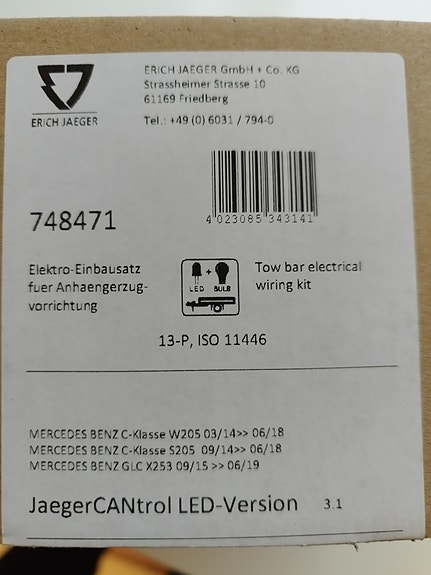 ERICH JAEGER
ERICH JAEGER GmbH + Co. KG
Strassheimer Strasse 10
61169 Friedberg
Tel.: +49 (0) 6031 / 794-0
4 023085 343141
748471
Elektro-Einbausatz
fuer Anhaengerzug-
vorrichtung
LED + BULB
Tow bar electrical
wiring kit
13-P, ISO 11446
MERCEDES BENZ C-Klasse W205 03/14>> 06/18
MERCEDES BENZ C-Klasse S205 09/14>> 06/18
MERCEDES BENZ GLC X253 09/15 >> 06/19
JaegerCANtrol LED-Version 3.1